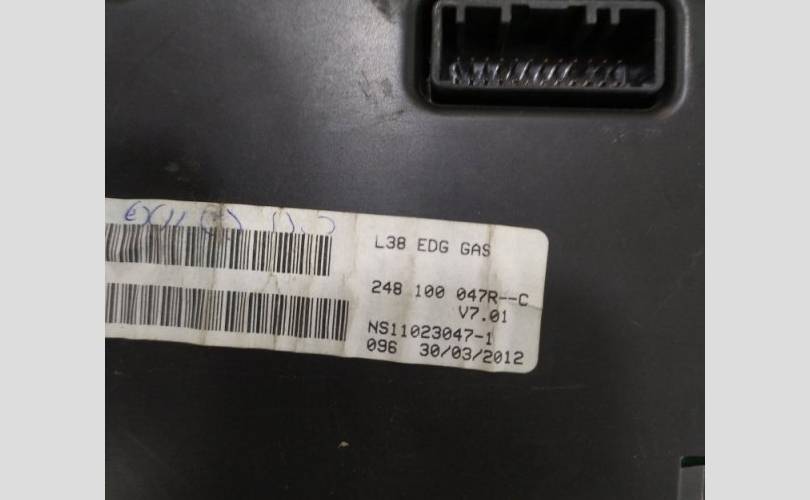 L38 EDG GAS
248 100 047R--C
V7.01
NS11023047-1
096 30/03/2012